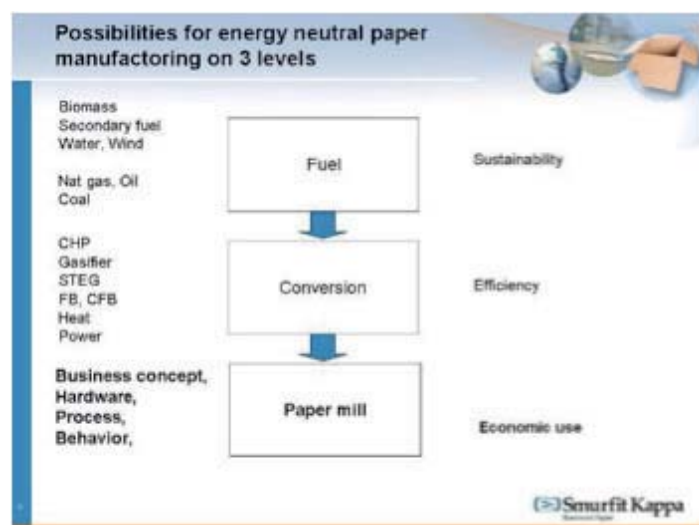 Possibilities for energy neutral paper
manufactoring on 3 levels
Biomass
Secondary fuel
Water, Wind
Nat gas, Oil
Coal
Fuel
Sustainability
CHP
Gasifier
STEG
FB, CFB
Heat
Power
Conversion
Efficiency
Business concept,
Hardware,
Process,
Behavior,
Paper mill
Economic use
Smurfit Kappa